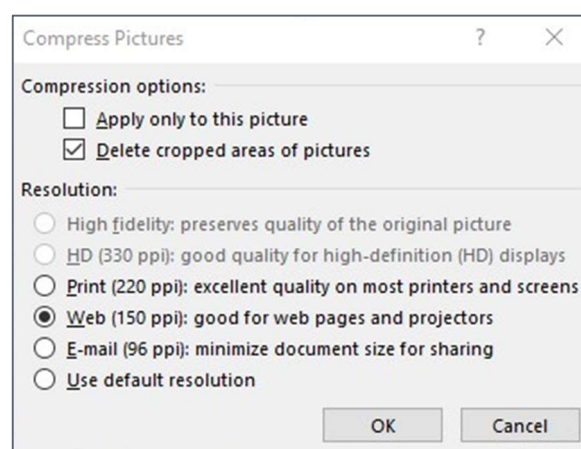 Compress Pictures ?
Compression options:
Apply only to this picture
Delete cropped areas of pictures
Resolution:
High fidelity: preserves quality of the original picture
HD (330 ppi): good quality for high-definition (HD) displays
Print (220 ppi): excellent quality on most printers and screens
Web (150 ppi): good for web pages and projectors
E-mail (96 ppi): minimize document size for sharing
Use default resolution
OK Cancel